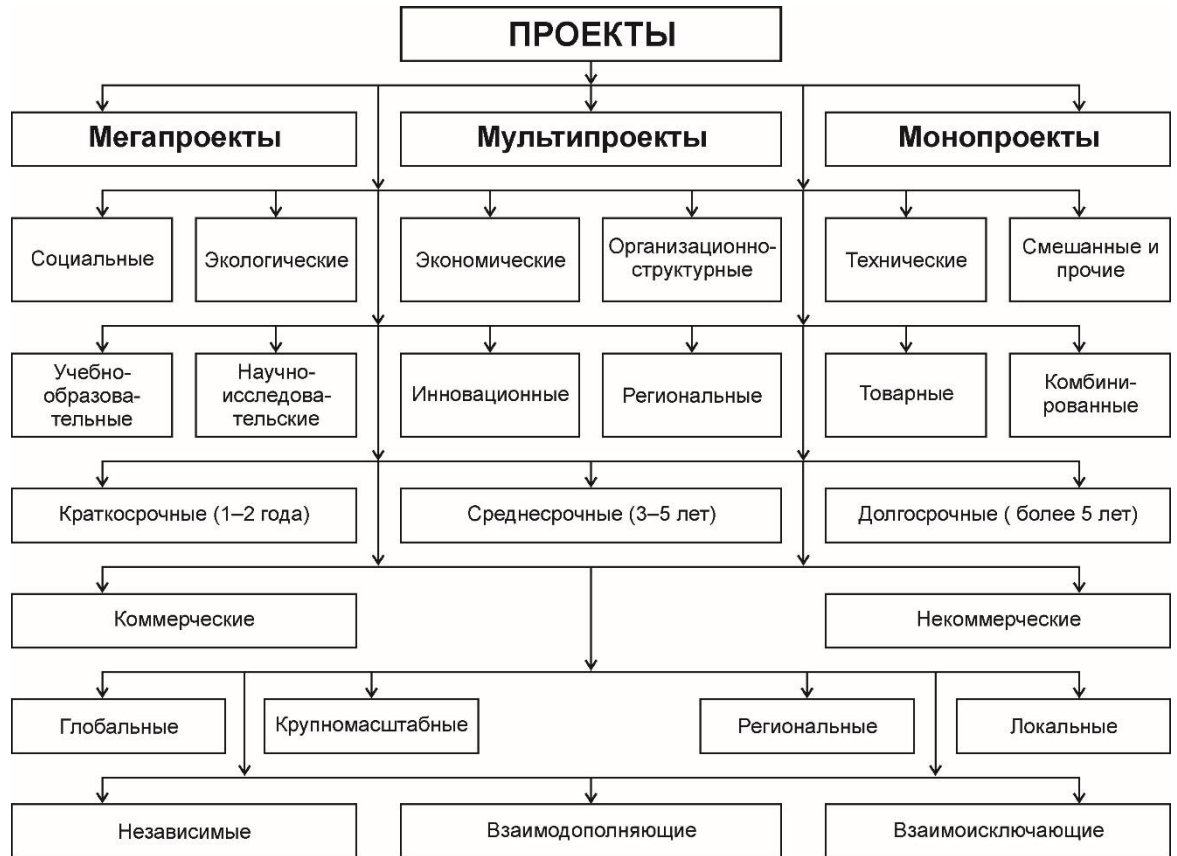 ПРОЕКТЫ
Мегапроекты
Мультипроекты
Монопроекты
Социальные
Экологические
Экономические
Организационно-
структурные
Технические
Смешанные и
прочие
Учебно-
образова-
тельные
Научно-
исследова-
тельские
Инновационные
Региональные
Товарные
Комбини-
рованные
Краткосрочные (1–2 года)
Среднесрочные (3–5 лет)
Долгосрочные ( более 5 лет)
Коммерческие
Некоммерческие
Глобальные
Крупномасштабные
Региональные
Локальные
Независимые
Взаимодополняющие
Взаимоисключающие